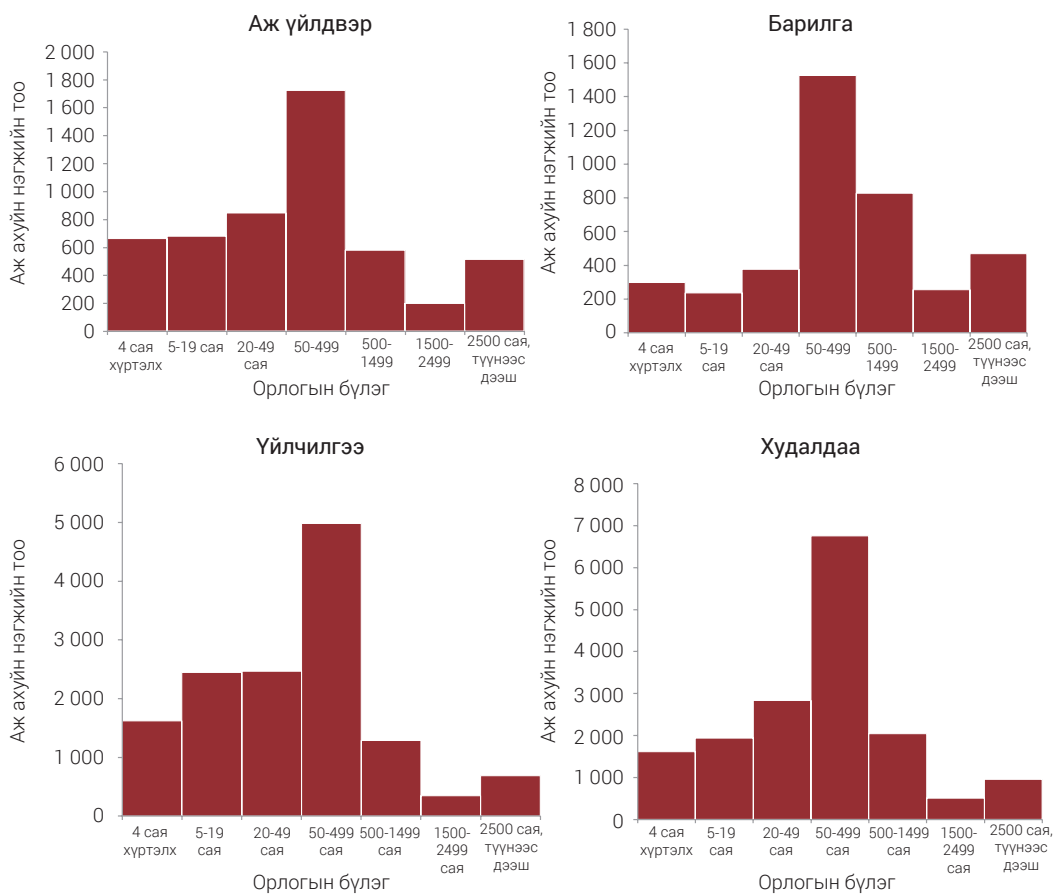 Аж үйлдвэр
Аж ахуйн нэгжийн тоо
2 000
1 800
1 600
1 400
1 200
1 000
800
600
400
200
0
4 сая
хүртэлх
5-19 сая
20-49
сая
50-499
500-
1499
1500-
2499
2500 сая,
түүнээс
дээш
Орлогын бүлэг
Барилга
Аж ахуйн нэгжийн тоо
1 800
1 600
1 400
1 200
1 000
800
600
400
200
0
4 сая
хүртэлх
5-19
сая
20-49
сая
50-499
500-
1499
1500-
2499
2500 сая,
түүнээс
дээш
Орлогын бүлэг
Үйлчилгээ
Аж ахуйн нэгжийн тоо
6 000
5 000
4 000
3 000
2 000
1 000
0
4 сая
хүртэлх
5-19
сая
20-49
сая
50-499
сая
500-1499
сая
1500-
2499
сая
2500 сая,
түүнээс
дээш
Орлогын бүлэг
Худалдаа
Аж ахуйн нэгжийн тоо
8 000
7 000
6 000
5 000
4 000
3 000
2 000
1 000
0
4 сая
хүртэлх
5-19
сая
20-49
сая
50-499
сая
500-1499
сая
1500-
2499
сая
2500 сая,
түүнээс
дээш
Орлогын бүлэг